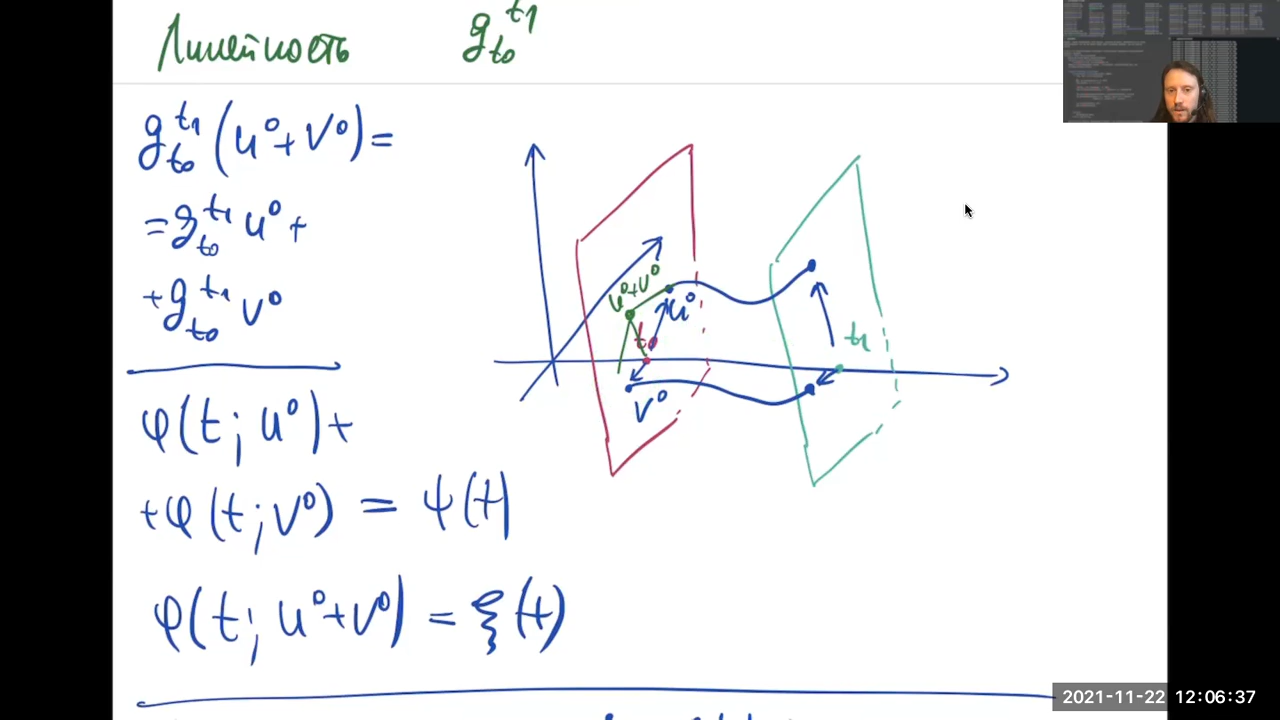 Линейность g_{t_0}^{t_1}
g_{t_0}^{t_1}(u^0+v^0)=
=g_{t_0}^{t_1} u^0+
+g_{t_0}^{t_1} v^0
u^0+v^0
u^0
t_0
t_1
v^0
φ(t; u^0)+
+φ(t; v^0) = ψ(t)
φ(t; u^0+v^0) = ξ(t)
2021-11-22 12:06:37